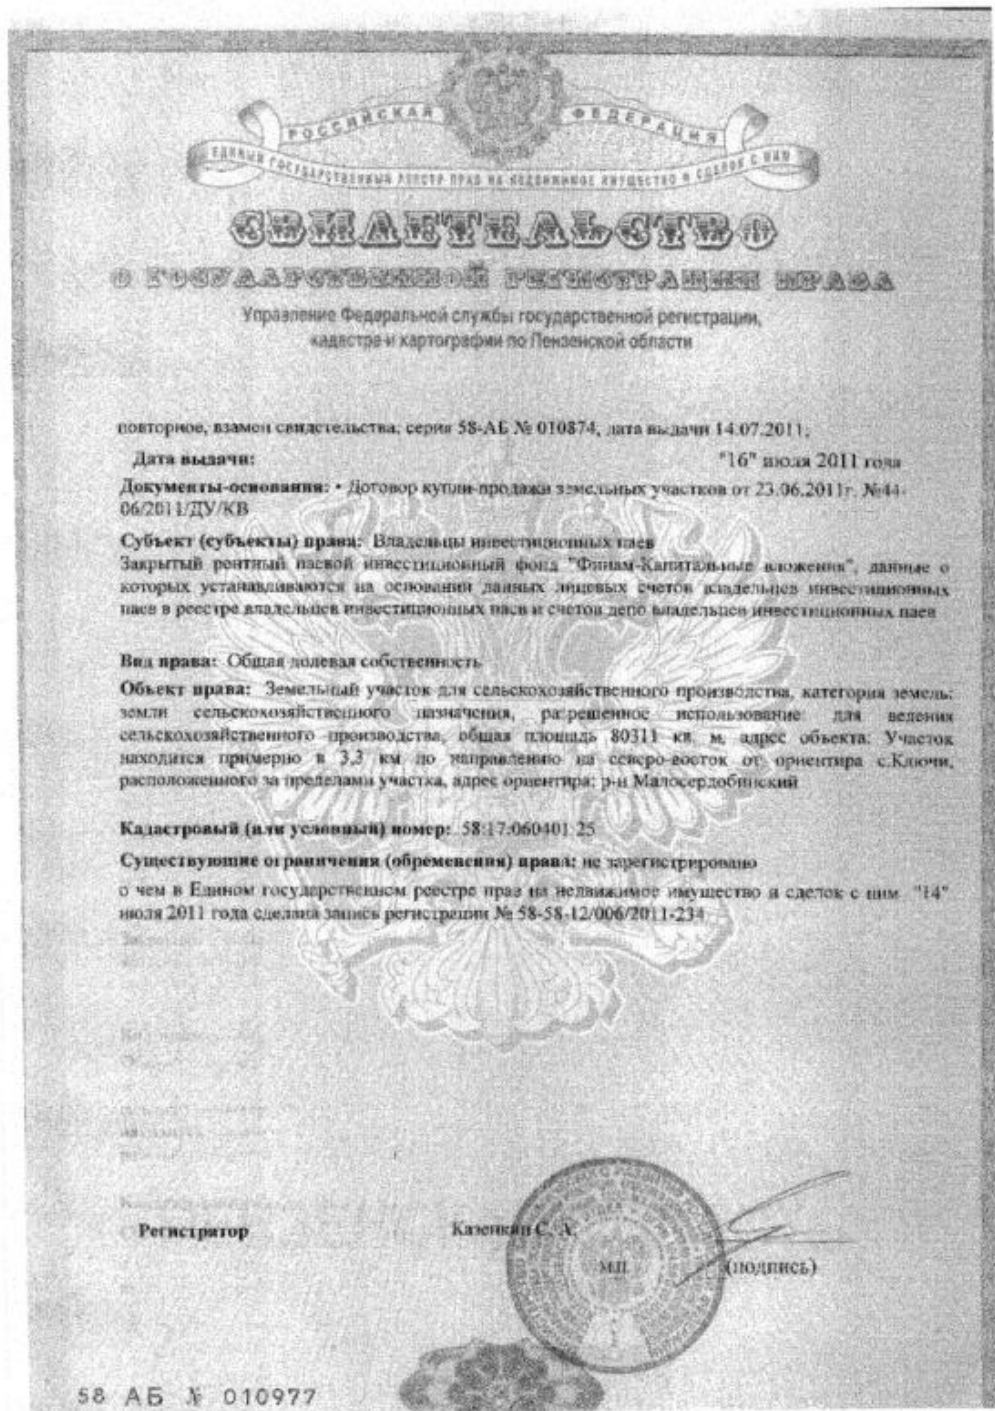 РОССИЙСКАЯ ФЕДЕРАЦИЯ
ЕДИНЫЙ ГОСУДАРСТВЕННЫЙ РЕЕСТР ПРАВ НА НЕДВИЖИМОЕ ИМУЩЕСТВО И СДЕЛОК С НИМ
СВИДЕТЕЛЬСТВО
О ГОСУДАРСТВЕННОЙ РЕГИСТРАЦИИ ПРАВА
Управление Федеральной службы государственной регистрации,
кадастра и картографии по Пензенской области
повторное, взамен свидетельства: серия 58-АБ № 010874, дата выдачи 14.07.2011;
Дата выдачи: "16" июля 2011 года
Документы-основания: • Договор купли-продажи земельных участков от 23.06.2011г. №44-
06/2011/ДУ/КВ
Субъект (субъекты) права: Владельцы инвестиционных паев
Закрытый рентный паевой инвестиционный фонд "Финам-Капитальные вложения", данные о
которых устанавливаются на основании данных лицевых счетов владельцев инвестиционных
паев в реестре владельцев инвестиционных паев и счетов депо владельцев инвестиционных паев
Вид права: Общая долевая собственность
Объект права: Земельный участок для сельскохозяйственного производства, категория земель:
земли сельскохозяйственного назначения, разрешенное использование: для ведения
сельскохозяйственного производства, общая площадь 80311 кв. м, адрес объекта: Участок
находится примерно в 3,3 км по направлению на северо-восток от ориентира с.Ключи,
расположенного за пределами участка, адрес ориентира: р-н Малосердобинский
Кадастровый (или условный) номер: 58:17:060401:25
Существующие ограничения (обременения) права: не зарегистрировано
о чем в Едином государственном реестре прав на недвижимое имущество и сделок с ним "14"
июля 2011 года сделана запись регистрации № 58-58-12/006/2011-234
Регистратор Казенкин С. А.
М.П. (подпись)
58 АБ № 010977